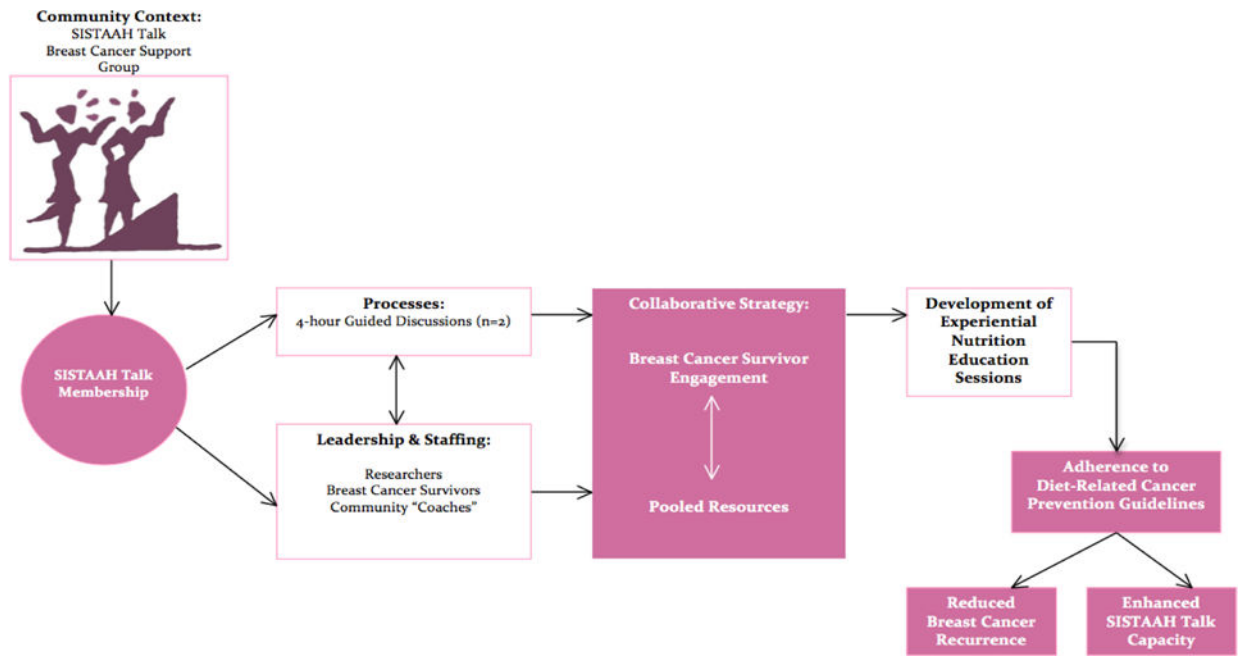 Community Context:
SISTAAH Talk
Breast Cancer Support
Group
SISTAAH Talk
Membership
Processes:
4-hour Guided Discussions (n=2)
Leadership & Staffing:
Researchers
Breast Cancer Survivors
Community “Coaches”
Collaborative Strategy:
Breast Cancer Survivor
Engagement
Pooled Resources
Development of
Experiential
Nutrition
Education
Sessions
Adherence to
Diet-Related Cancer
Prevention Guidelines
Reduced
Breast Cancer
Recurrence
Enhanced
SISTAAH Talk
Capacity